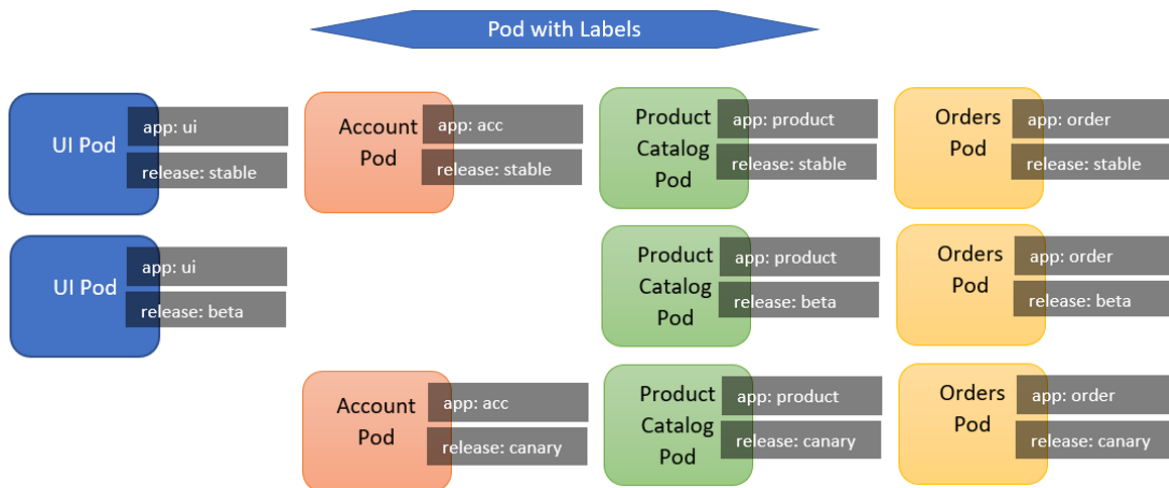 Pod with Labels
UI Pod
app: ui
release: stable
Account
Pod
app: acc
release: stable
Product
Catalog
Pod
app: product
release: stable
Orders
Pod
app: order
release: stable
UI Pod
app: ui
release: beta
Product
Catalog
Pod
app: product
release: beta
Orders
Pod
app: order
release: beta
Account
Pod
app: acc
release: canary
Product
Catalog
Pod
app: product
release: canary
Orders
Pod
app: order
release: canary